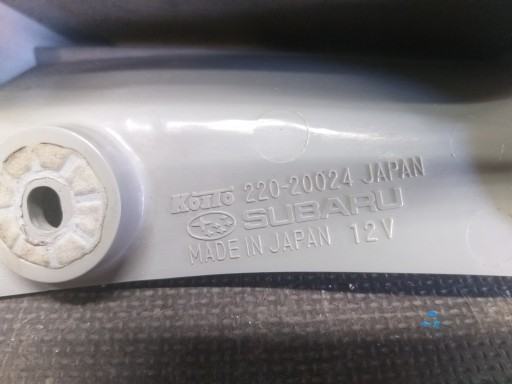 KOITO 220-20024 JAPAN
SUBARU
MADE IN JAPAN 12V